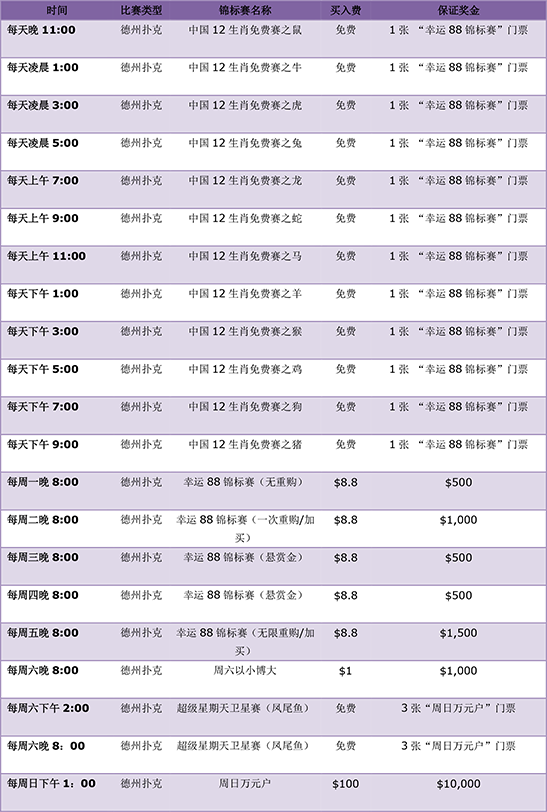 时间 比赛类型 锦标赛名称 买入费 保证奖金
每天晚 11:00 德州扑克 中国 12 生肖免费赛之鼠 免费 1 张 “幸运 88 锦标赛”门票
每天凌晨 1:00 德州扑克 中国 12 生肖免费赛之牛 免费 1 张 “幸运 88 锦标赛”门票
每天凌晨 3:00 德州扑克 中国 12 生肖免费赛之虎 免费 1 张 “幸运 88 锦标赛”门票
每天凌晨 5:00 德州扑克 中国 12 生肖免费赛之兔 免费 1 张 “幸运 88 锦标赛”门票
每天上午 7:00 德州扑克 中国 12 生肖免费赛之龙 免费 1 张 “幸运 88 锦标赛”门票
每天上午 9:00 德州扑克 中国 12 生肖免费赛之蛇 免费 1 张 “幸运 88 锦标赛”门票
每天上午 11:00 德州扑克 中国 12 生肖免费赛之马 免费 1 张 “幸运 88 锦标赛”门票
每天下午 1:00 德州扑克 中国 12 生肖免费赛之羊 免费 1 张 “幸运 88 锦标赛”门票
每天下午 3:00 德州扑克 中国 12 生肖免费赛之猴 免费 1 张 “幸运 88 锦标赛”门票
每天下午 5:00 德州扑克 中国 12 生肖免费赛之鸡 免费 1 张 “幸运 88 锦标赛”门票
每天下午 7:00 德州扑克 中国 12 生肖免费赛之狗 免费 1 张 “幸运 88 锦标赛”门票
每天下午 9:00 德州扑克 中国 12 生肖免费赛之猪 免费 1 张 “幸运 88 锦标赛”门票
每周一晚 8:00 德州扑克 幸运 88 锦标赛（无重购） $8.8 $500
每周二晚 8:00 德州扑克 幸运 88 锦标赛（一次重购/加 $8.8 $1,000
买）
每周三晚 8:00 德州扑克 幸运 88 锦标赛（悬赏金） $8.8 $500
每周四晚 8:00 德州扑克 幸运 88 锦标赛（悬赏金） $8.8 $500
每周五晚 8:00 德州扑克 幸运 88 锦标赛（无限重购/加 $8.8 $1,500
买）
每周六晚 8:00 德州扑克 周六以小博大 $1 $1,000
每周六下午 2:00 德州扑克 超级星期天卫星赛（凤尾鱼） 免费 3 张“周日万元户”门票
每周六晚 8：00 德州扑克 超级星期天卫星赛（凤尾鱼） 免费 3 张“周日万元户”门票
每周日下午 1：00 德州扑克 周日万元户 $100 $10,000